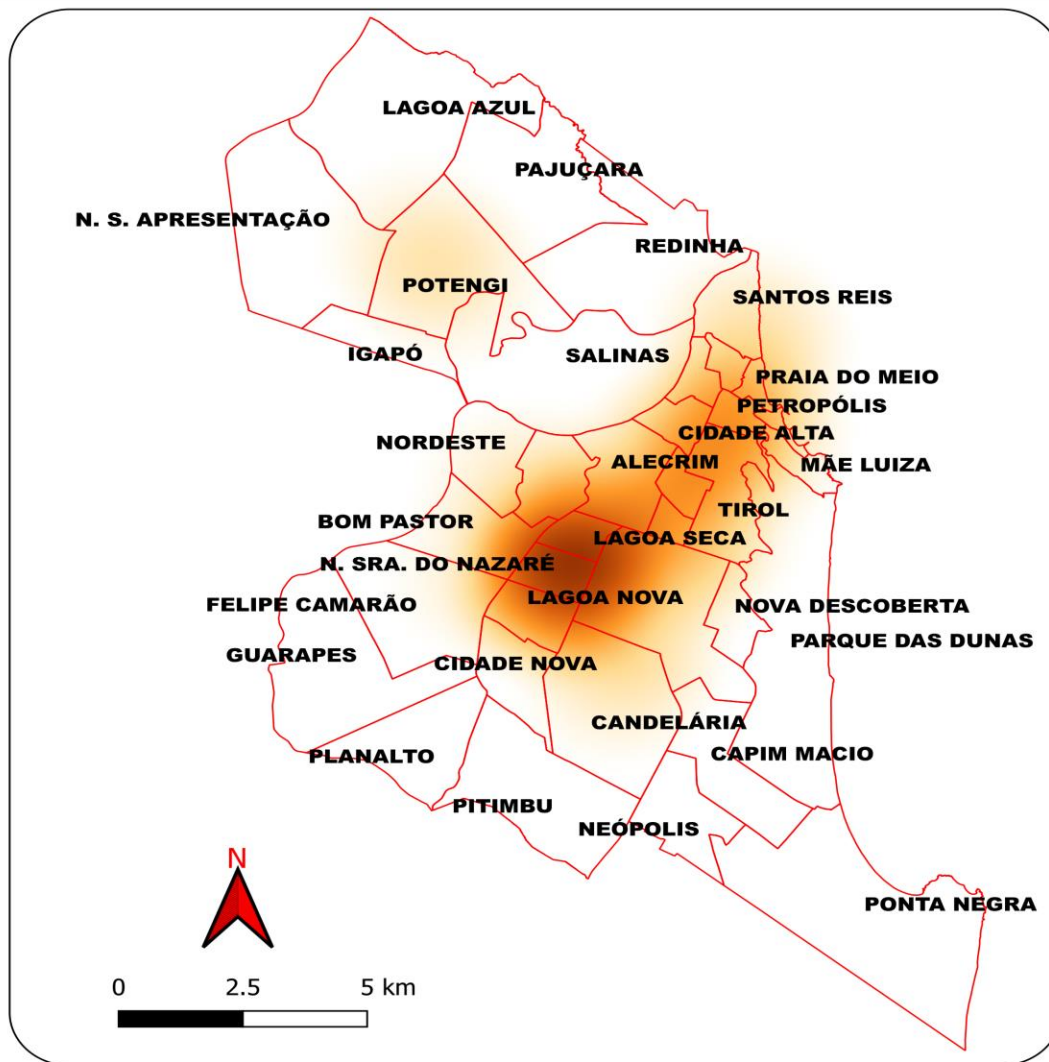 LAGOA AZUL
PAJUÇARA
N. S. APRESENTAÇÃO
REDINHA
POTENGI
SANTOS REIS
IGAPÓ
SALINAS
PRAIA DO MEIO
PETROPÓLIS
CIDADE ALTA
NORDESTE
ALECRIM
MÃE LUIZA
TIROL
BOM PASTOR
LAGOA SECA
N. SRA. DO NAZARÉ
LAGOA NOVA
FELIPE CAMARÃO
NOVA DESCOBERTA
PARQUE DAS DUNAS
GUARAPES
CIDADE NOVA
CANDELÁRIA
PLANALTO
CAPIM MACIO
PITIMBU
NEÓPOLIS
N
PONTA NEGRA
0 2.5 5 km